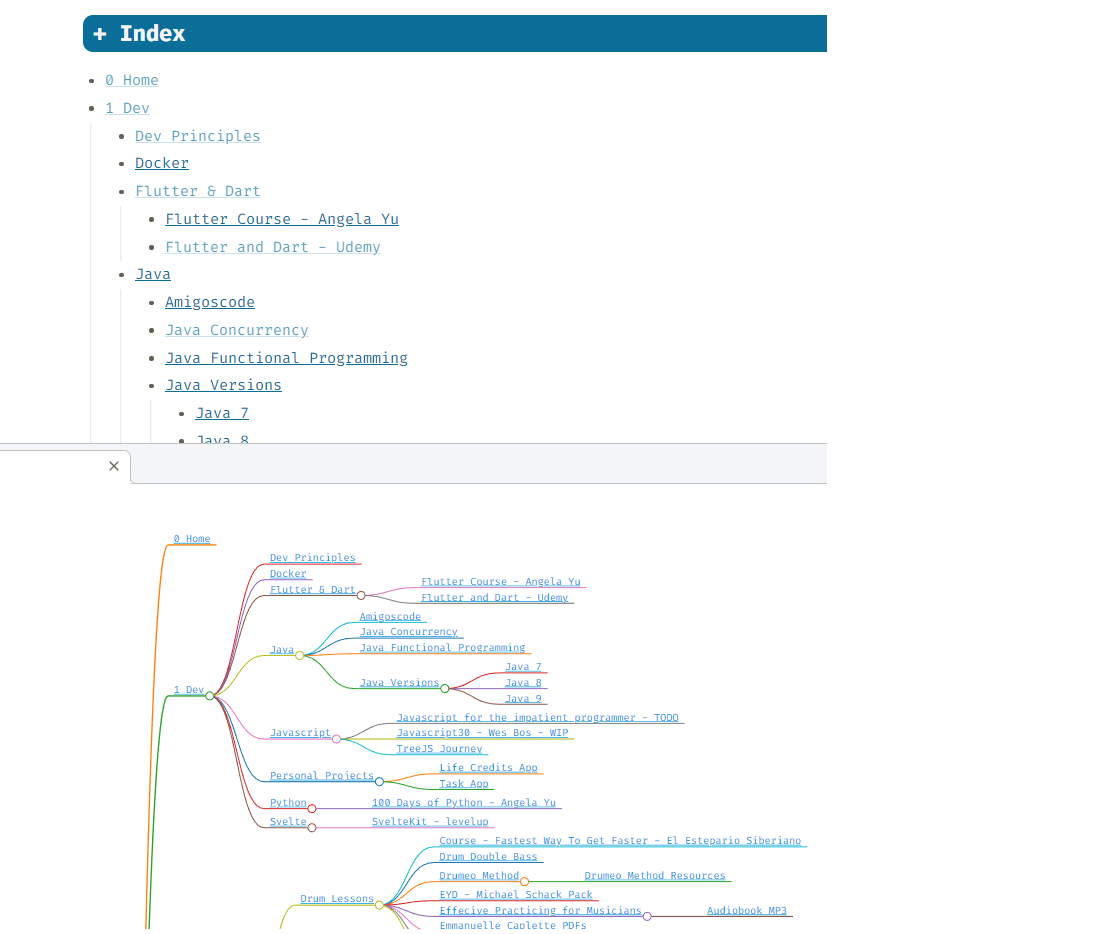 + Index
0 Home
1 Dev
Dev Principles
Docker
Flutter & Dart
Flutter Course - Angela Yu
Flutter and Dart - Udemy
Java
Amigoscode
Java Concurrency
Java Functional Programming
Java Versions
Java 7
Java 8
0 Home
Dev Principles
Docker
Flutter & Dart
Flutter Course - Angela Yu
Flutter and Dart - Udemy
Amigoscode
Java Concurrency
Java Functional Programming
Java
Java Versions
Java 7
Java 8
Java 9
1 Dev
Javascript for the impatient programmer - TODO
Javascript
Javascript30 - Wes Bos - WIP
TreeJS Journey
Life Credits App
Personal Projects
Task App
Python
100 Days of Python - Angela Yu
Svelte
SvelteKit - levelup
Course - Fastest Way To Get Faster - El Estepario Siberiano
Drum Double Bass
Drumeo Method
Drumeo Method Resources
EYD - Michael Schack Pack
Drum Lessons
Effecive Practicing for Musicians
Audiobook MP3
Emmanuelle Caplette PDFs